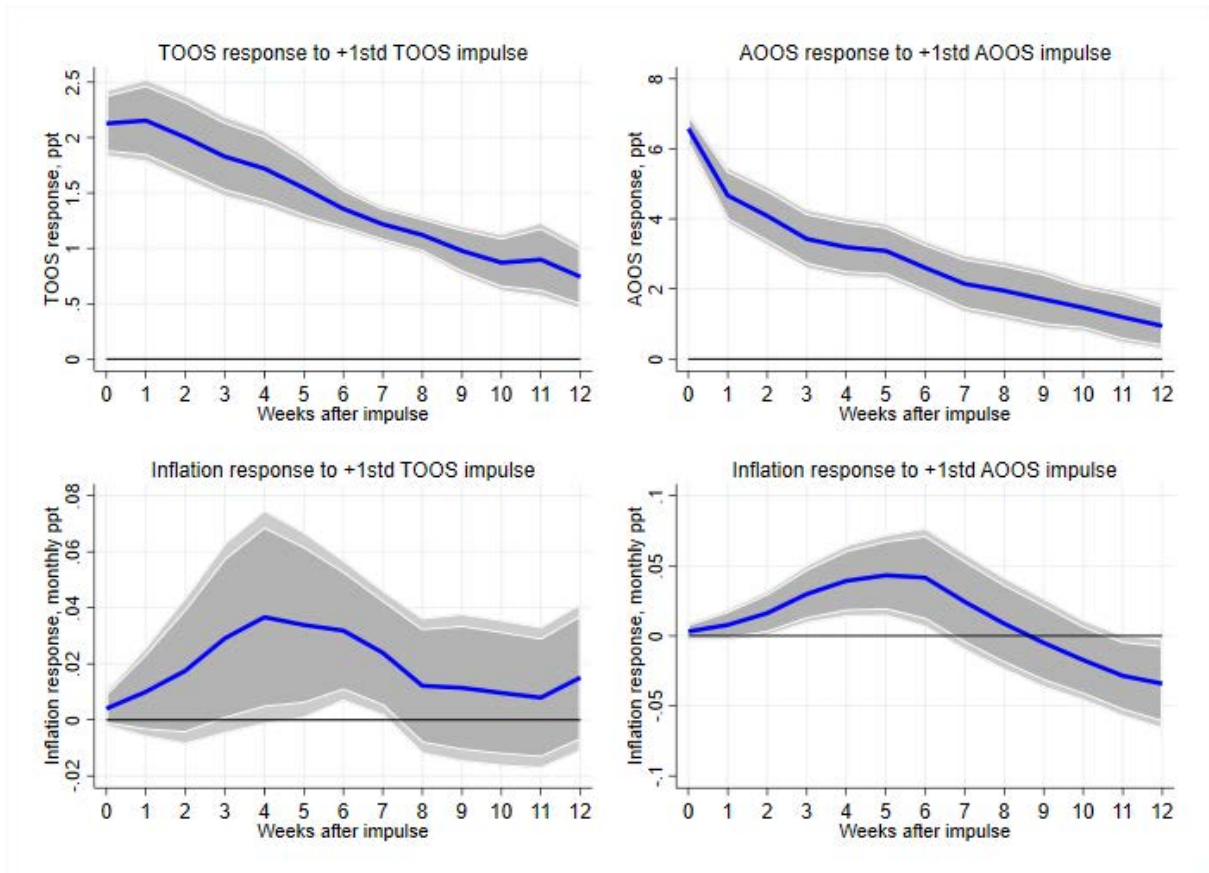 TOOS response to +1std TOOS impulse
TOOS response, ppt
2.5
2
1.5
1
.5
0
0 1 2 3 4 5 6 7 8 9 10 11 12
Weeks after impulse
AOOS response to +1std AOOS impulse
AOOS response, ppt
8
6
4
2
0
0 1 2 3 4 5 6 7 8 9 10 11 12
Weeks after impulse
Inflation response to +1std TOOS impulse
Inflation response, monthly ppt
.08
.06
.04
.02
0
-.02
0 1 2 3 4 5 6 7 8 9 10 11 12
Weeks after impulse
Inflation response to +1std AOOS impulse
Inflation response, monthly ppt
.1
.05
0
-.05
-.1
0 1 2 3 4 5 6 7 8 9 10 11 12
Weeks after impulse